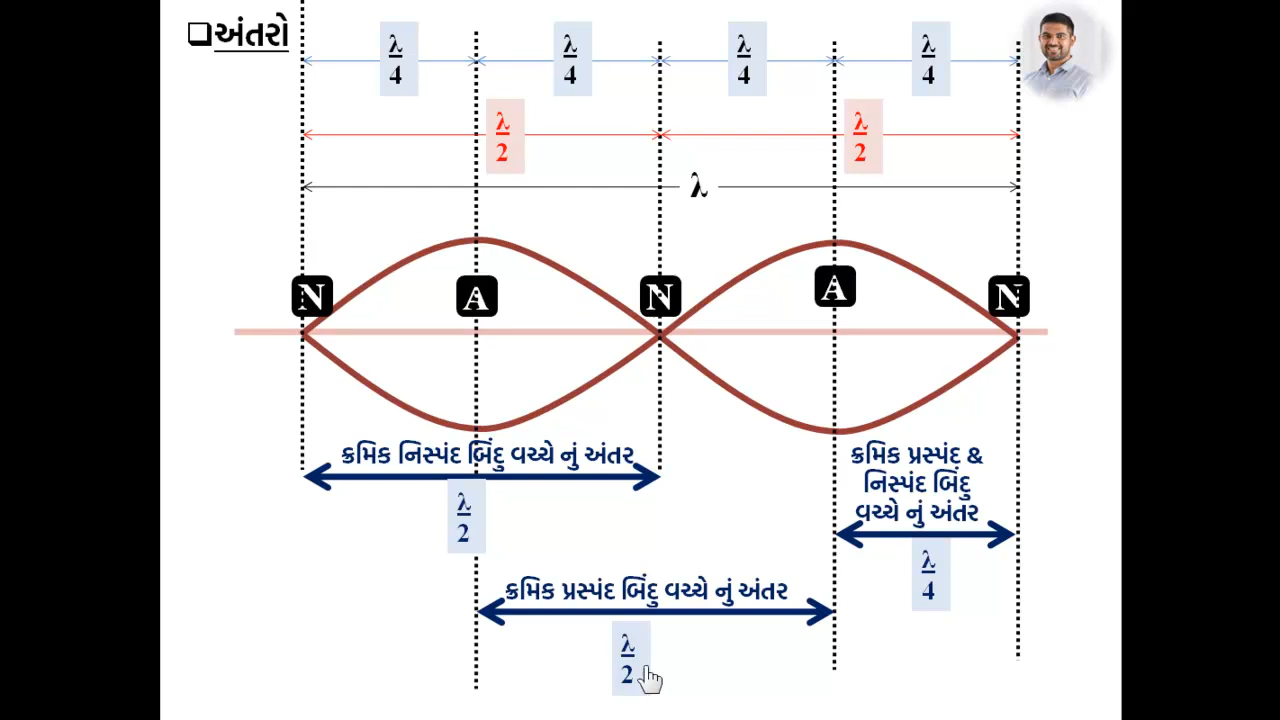 ❑અંતરો
λ/4 λ/4 λ/4 λ/4
λ/2 λ/2
λ
N A N A N
ક્રમિક નિસ્પંદ બિંદુ વચ્ચે નું અંતર
λ/2
ક્રમિક પ્રસ્પંદ &
નિસ્પંદ બિંદુ
વચ્ચે નું અંતર
λ/4
ક્રમિક પ્રસ્પંદ બિંદુ વચ્ચે નું અંતર
λ/2